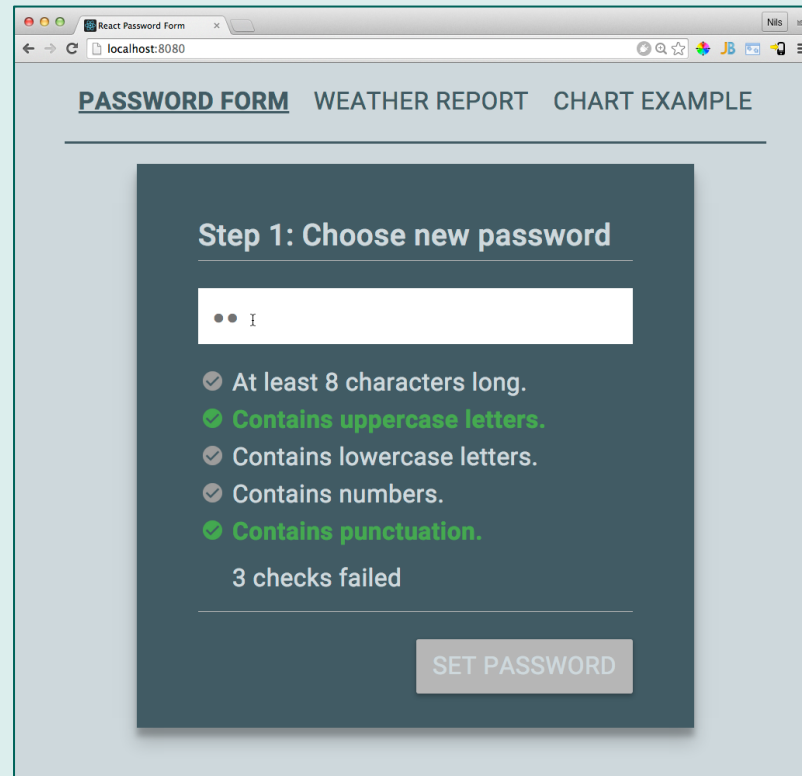 React Password Form
Nils
localhost:8080
JB
PASSWORD FORM WEATHER REPORT CHART EXAMPLE
Step 1: Choose new password
At least 8 characters long.
Contains uppercase letters.
Contains lowercase letters.
Contains numbers.
Contains punctuation.
3 checks failed
SET PASSWORD